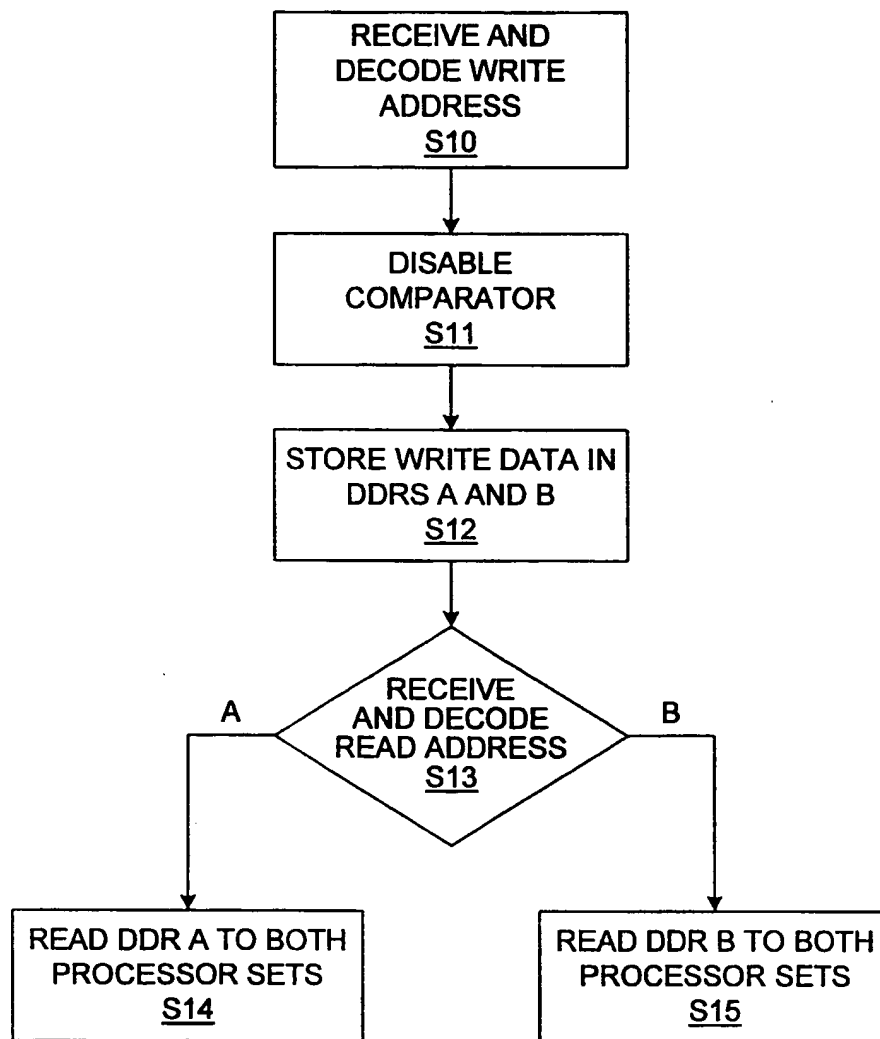 RECEIVE AND
DECODE WRITE
ADDRESS
S10
DISABLE
COMPARATOR
S11
STORE WRITE DATA IN
DDRS A AND B
S12
RECEIVE
AND DECODE
READ ADDRESS
S13
A
B
READ DDR A TO BOTH
PROCESSOR SETS
S14
READ DDR B TO BOTH
PROCESSOR SETS
S15